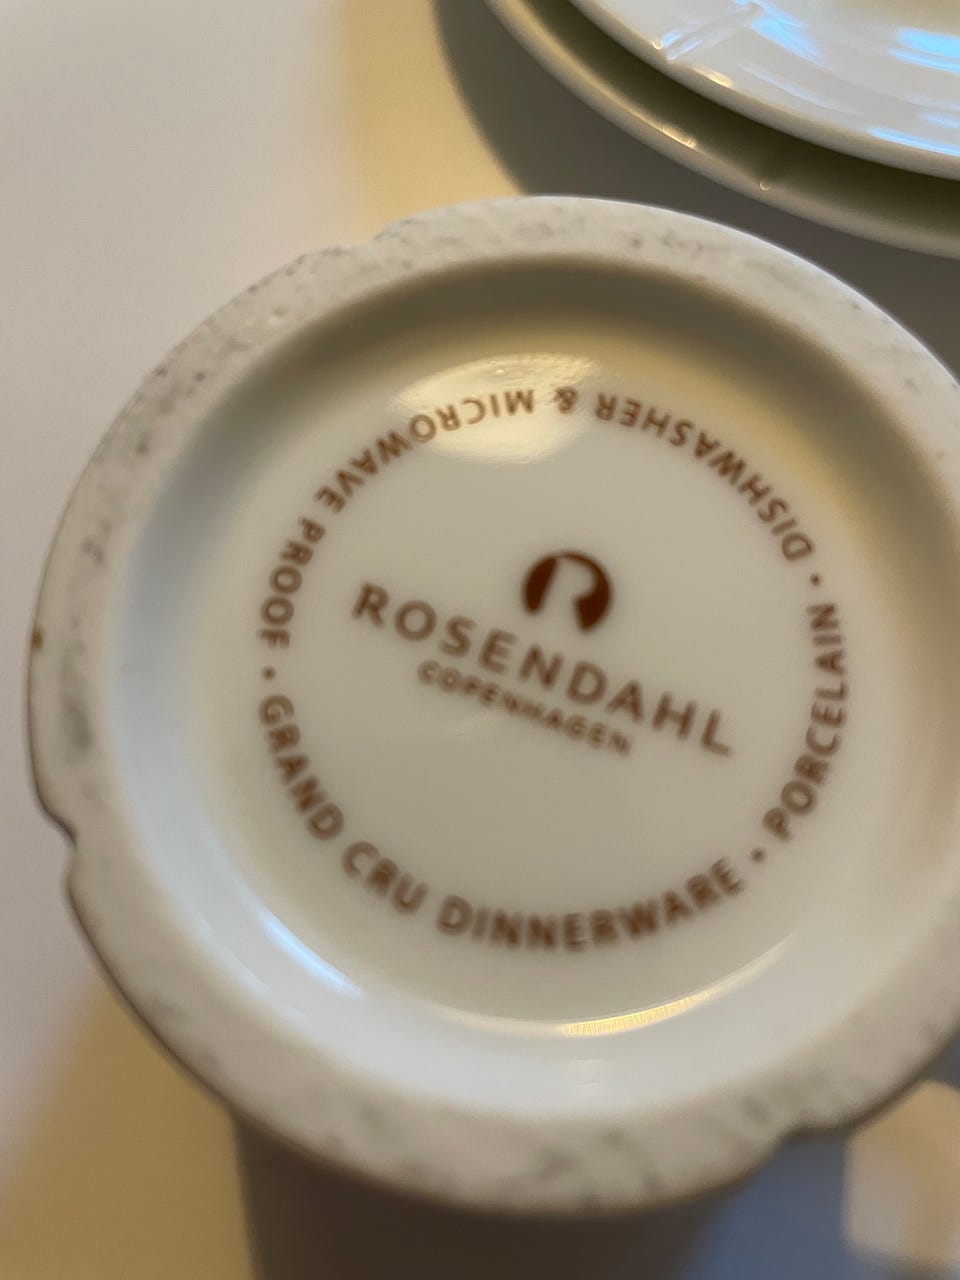 R
ROSENDAHL
COPENHAGEN
GRAND CRU DINNERWARE • PORCELAIN • DISHWASHER & MICROWAVE PROOF •